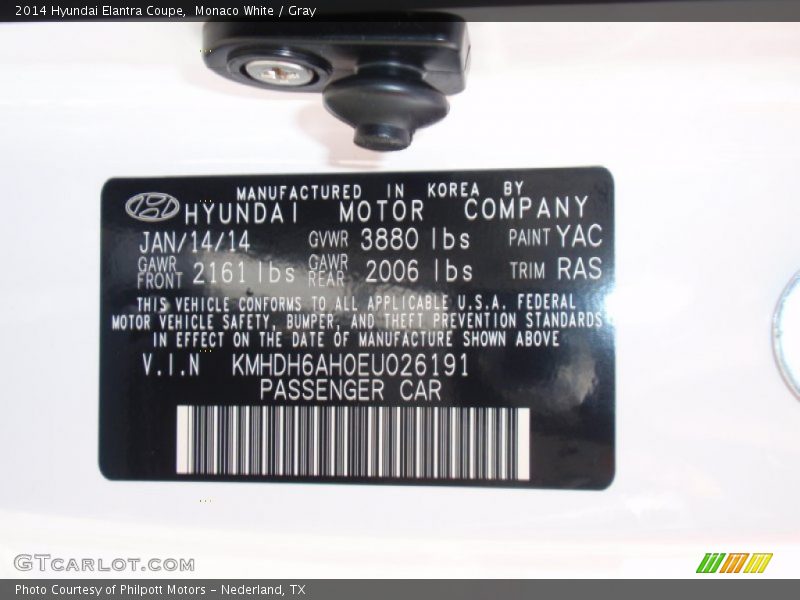 2014 Hyundai Elantra Coupe,  Monaco White / Gray
MANUFACTURED IN KOREA BY
HYUNDAI MOTOR COMPANY
JAN/14/14 GVWR 3880 lbs PAINT YAC
GAWR FRONT 2161 lbs GAWR REAR 2006 lbs TRIM RAS
THIS VEHICLE CONFORMS TO ALL APPLICABLE U.S.A. FEDERAL
MOTOR VEHICLE SAFETY, BUMPER, AND THEFT PREVENTION STANDARDS
IN EFFECT ON THE DATE OF MANUFACTURE SHOWN ABOVE
V.I.N KMHDH6AH0EU026191
PASSENGER CAR
GTCARLOT.COM
Photo Courtesy of Philpott Motors - Nederland, TX